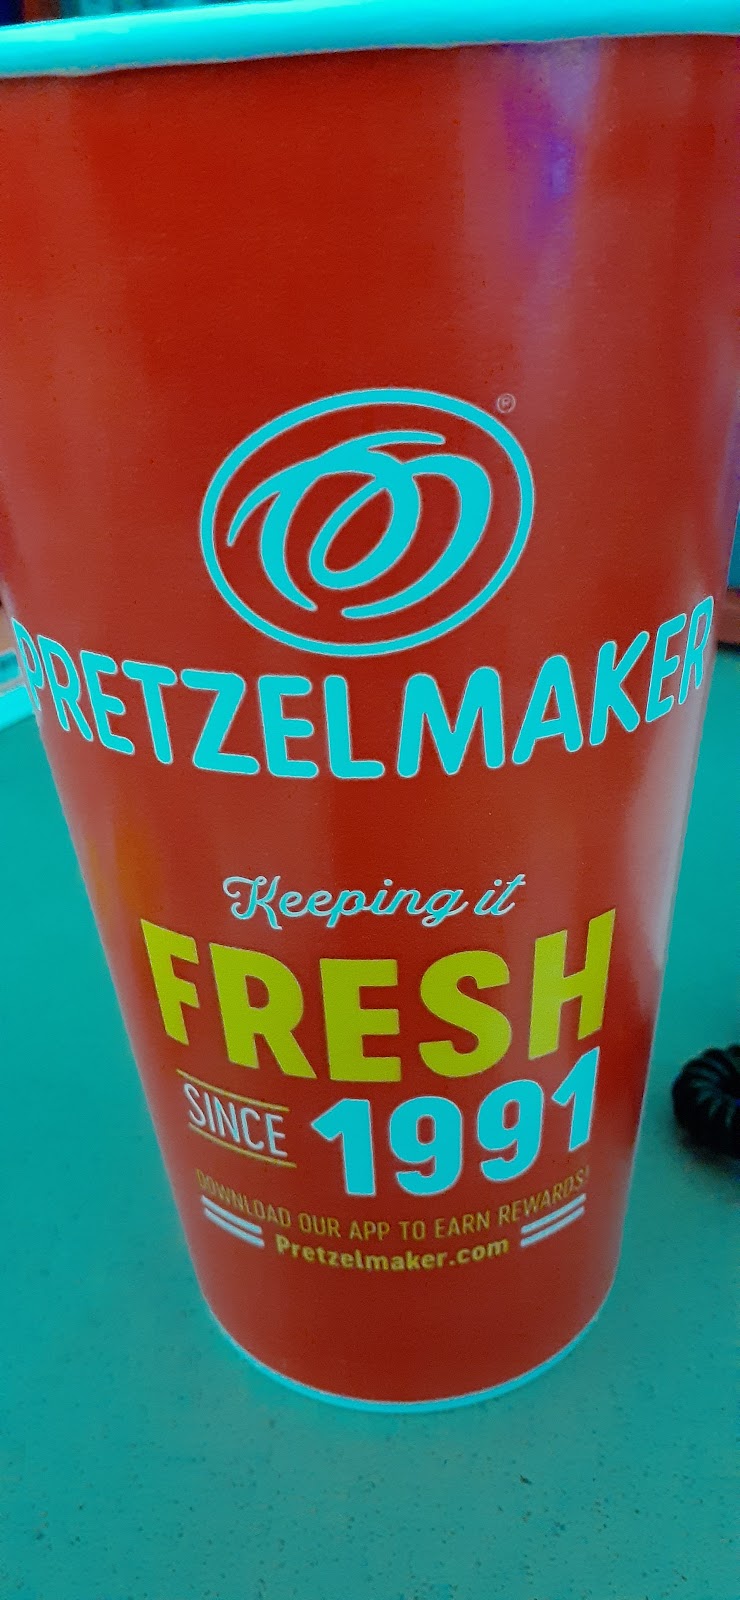 ®
PRETZELMAKER
Keeping it
FRESH
SINCE 1991
DOWNLOAD OUR APP TO EARN REWARDS!
Pretzelmaker.com